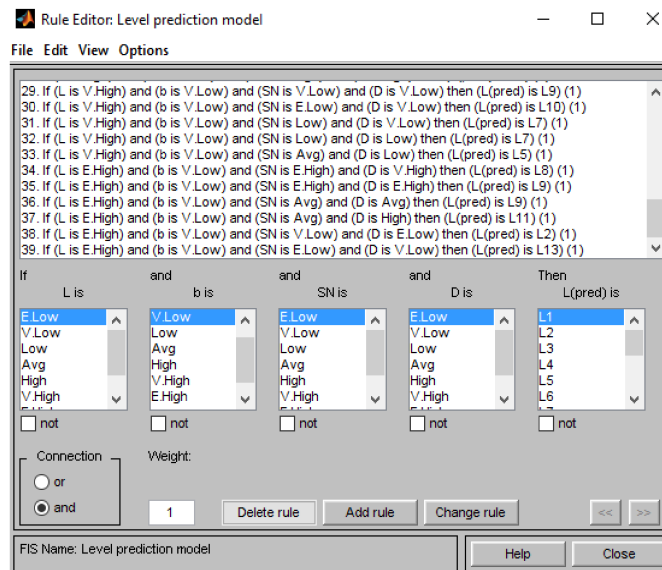 Rule Editor: Level prediction model
File Edit View Options
29. If (L is V.High) and (b is V.Low) and (SN is V.Low) and (D is V.Low) then (L(pred) is L9) (1)
30. If (L is V.High) and (b is V.Low) and (SN is E.Low) and (D is V.Low) then (L(pred) is L10) (1)
31. If (L is V.High) and (b is V.Low) and (SN is Low) and (D is V.Low) then (L(pred) is L7) (1)
32. If (L is V.High) and (b is V.Low) and (SN is Low) and (D is Low) then (L(pred) is L7) (1)
33. If (L is V.High) and (b is V.Low) and (SN is Avg) and (D is Low) then (L(pred) is L5) (1)
34. If (L is E.High) and (b is V.Low) and (SN is E.High) and (D is V.High) then (L(pred) is L8) (1)
35. If (L is E.High) and (b is V.Low) and (SN is E.High) and (D is E.High) then (L(pred) is L9) (1)
36. If (L is E.High) and (b is V.Low) and (SN is Avg) and (D is Avg) then (L(pred) is L9) (1)
37. If (L is E.High) and (b is V.Low) and (SN is Avg) and (D is High) then (L(pred) is L11) (1)
38. If (L is E.High) and (b is V.Low) and (SN is V.Low) and (D is E.Low) then (L(pred) is L2) (1)
39. If (L is E.High) and (b is V.Low) and (SN is E.Low) and (D is V.Low) then (L(pred) is L13) (1)
If and and and Then
L is b is SN is D is L(pred) is
E.Low V.Low E.Low E.Low L1
V.Low Low V.Low V.Low L2
Low Avg Low Low L3
Avg High Avg Avg L4
High V.High High High L5
V.High E.High V.High V.High L6
not not not not not
Connection Weight:
or
and 1 Delete rule Add rule Change rule << >>
FIS Name: Level prediction model Help Close